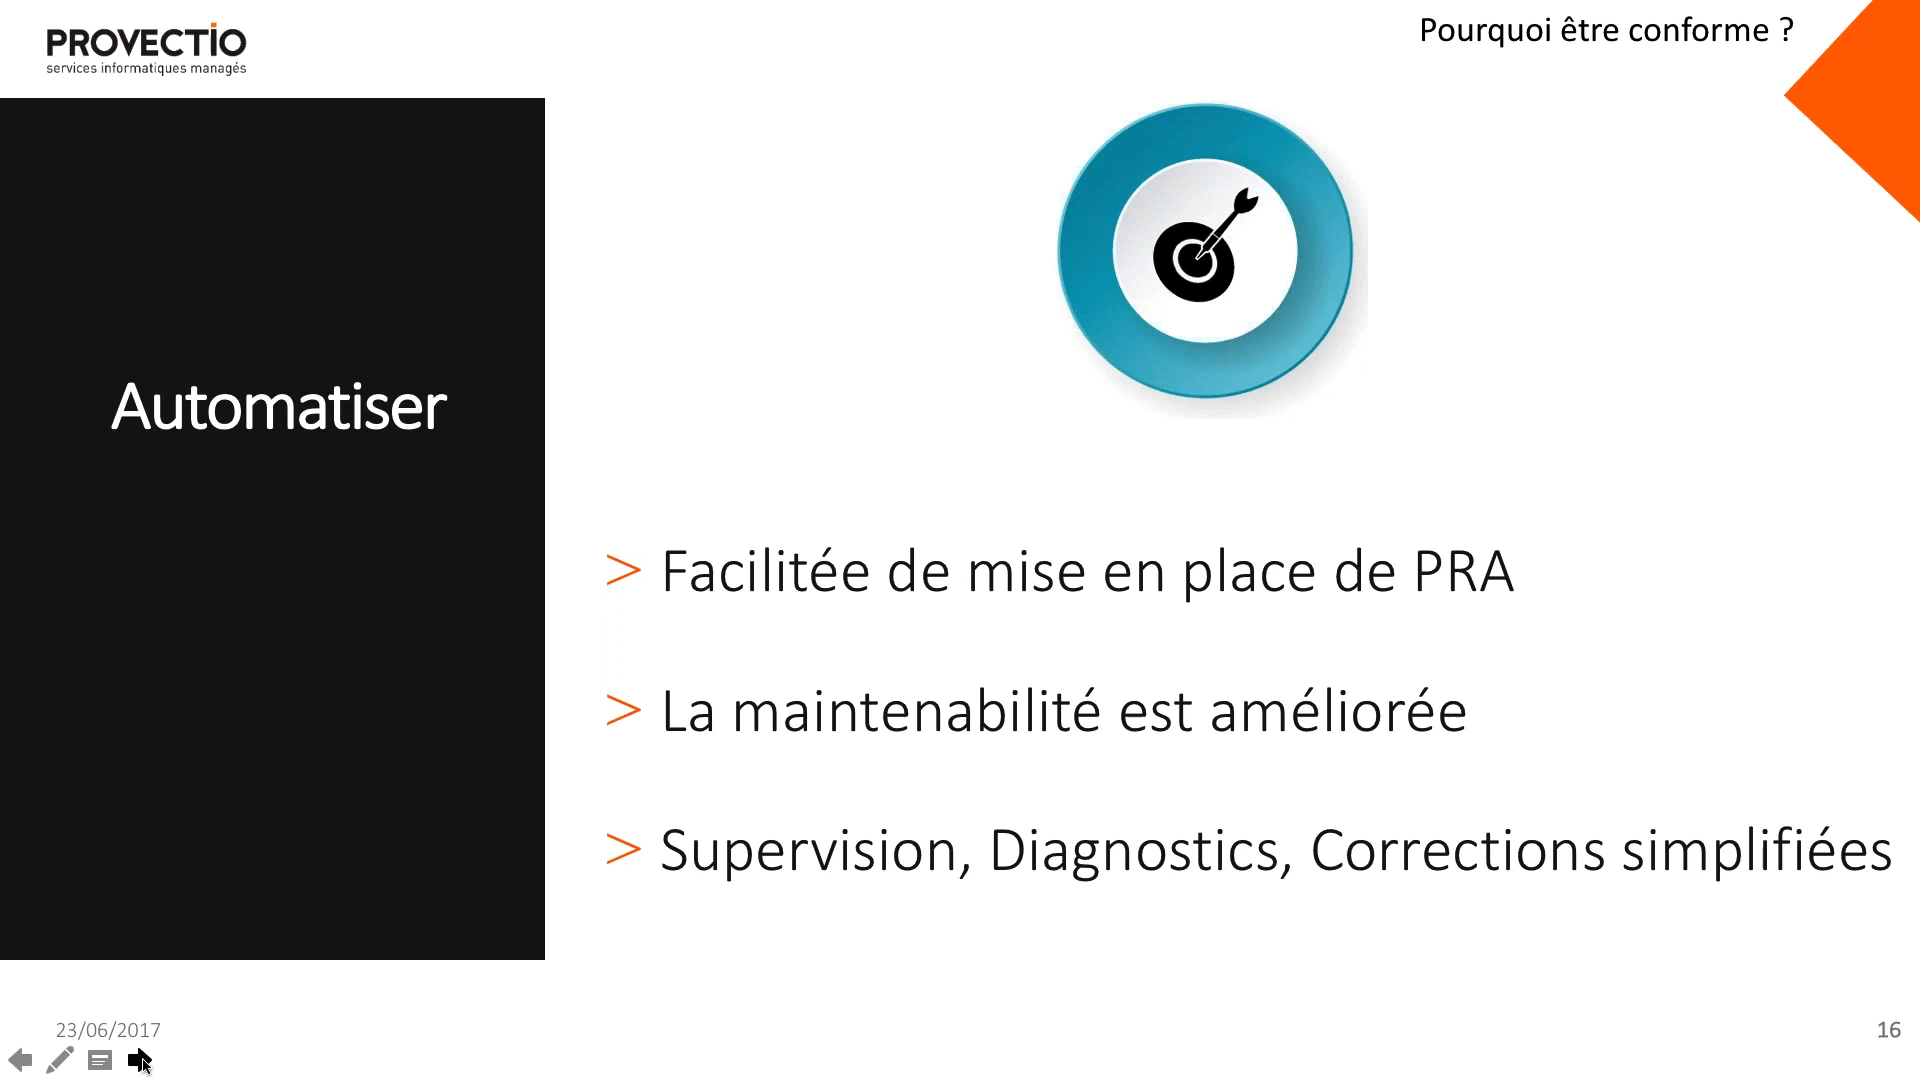 PROVECTIO
services informatiques managés
Pourquoi être conforme ?
Automatiser
> Facilitée de mise en place de PRA
> La maintenabilité est améliorée
> Supervision, Diagnostics, Corrections simplifiées
23/06/2017
16